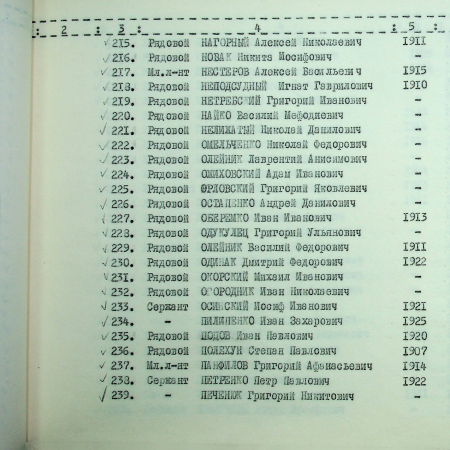 : 2 : 3 : 4 : 5 :
215. Рядовой НАГОРНЫЙ Алексей Николаевич 1911
216. Рядовой НОВАК Никита Иосифович -
217. Мл.л-нт НЕСТЕРОВ Алексей Васильевич 1915
218. Рядовой НЕПОДСУДНЫЙ Игнат Гаврилович 1910
219. Рядовой НЕТРЕБСКИЙ Григорий Иванович -
220. Рядовой НАЙКО Василий Мефодиевич -
221. Рядовой НЕЛИХАТЫЙ Николай Данилович -
222. Рядовой ОМЕЛЬЧЕНКО Николай Федорович -
223. Рядовой ОЛЕЙНИК Лаврентий Анисимович -
224. Рядовой ОЖИХОВСКИЙ Адам Иванович -
225. Рядовой ОРЛОВСКИЙ Григорий Яковлевич -
226. Рядовой ОСТАПЕНКО Андрей Данилович -
227. Рядовой ОБЕРЕМКО Иван Иванович 1913
228. Рядовой ОДУКУЛЕЦ Григорий Ульянович -
229. Рядовой ОЛЕЙНИК Василий Федорович 1911
230. Рядовой ОДИНАК Дмитрий Федорович 1922
231. Рядовой ОКОРСКИЙ Михаил Иванович -
232. Рядовой ОГОРОДНИК Иван Николаевич -
233. Сержант ОСИНСКИЙ Иосиф Иванович 1921
234. - ПИЛИПЕНКО Иван Захарович 1925
235. Рядовой ПОПОВ Иван Павлович 1920
236. Рядовой ПОЛЕХУН Степан Павлович 1907
237. Мл.л-нт ПАНФИЛОВ Григорий Афанасьевич 1914
238. Сержант ПЕТРЕНКО Петр Павлович 1922
239. - ПЕЧЕНЮК Григорий Никитович -